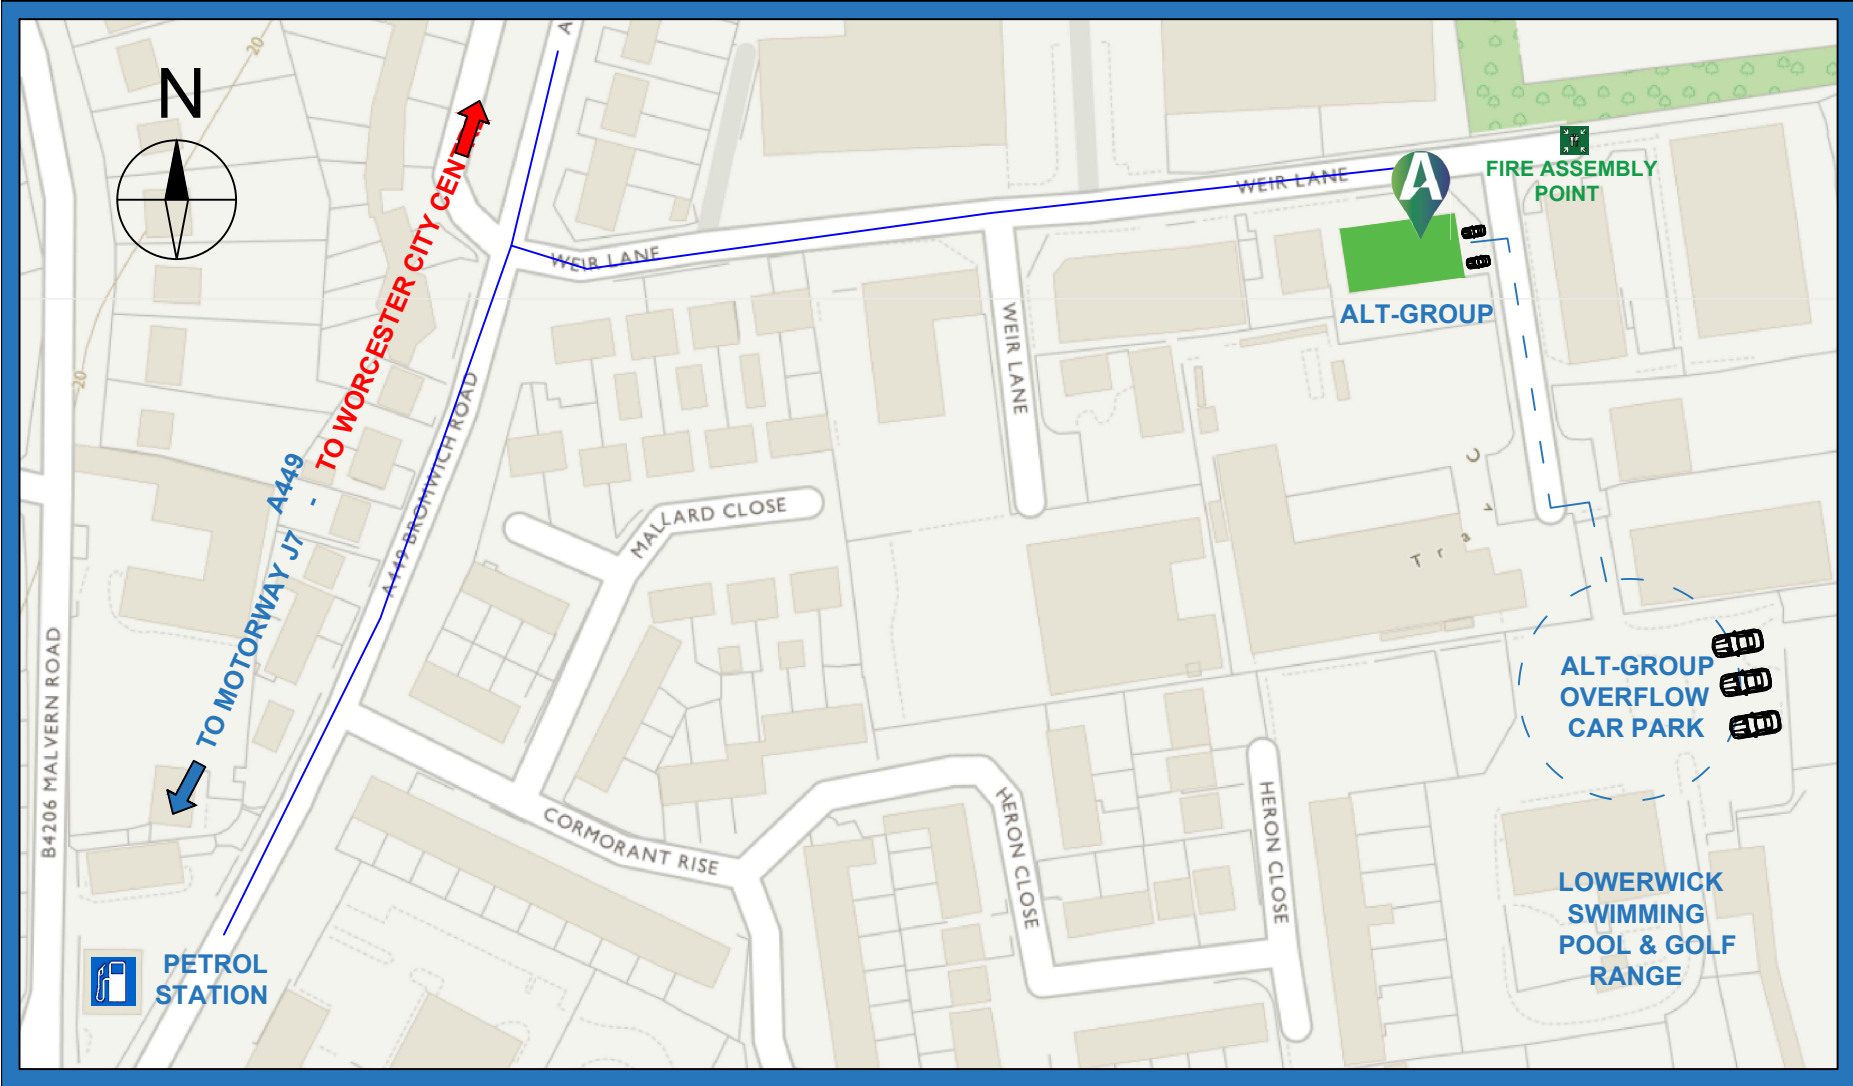 N
20
20
A
TO WORCESTER CITY CENTRE
A449
-
TO MOTORWAY J7
A449 BROMWICH ROAD
B4206 MALVERN ROAD
WEIR LANE
WEIR LANE
WEIR LANE
A
FIRE ASSEMBLY
POINT
ALT-GROUP
MALLARD CLOSE
CORMORANT RISE
HERON CLOSE
HERON CLOSE
ALT-GROUP
OVERFLOW
CAR PARK
LOWERWICK
SWIMMING
POOL & GOLF
RANGE
PETROL
STATION